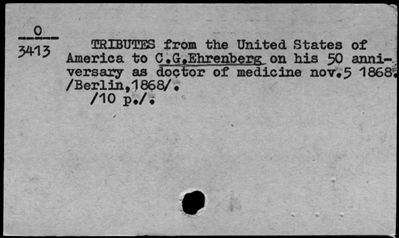 0
3413
TRIBUTES from the United States of
America to C.G.Ehrenberg on his 50 anni-
versary as doctor of medicine nov.5 1868.
/Berlin,1868/.
/10 p./.